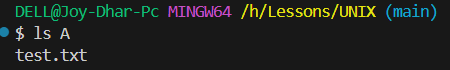 DELL@Joy-Dhar-Pc MINGW64 /h/Lessons/UNIX (main)
$ ls A
test.txt